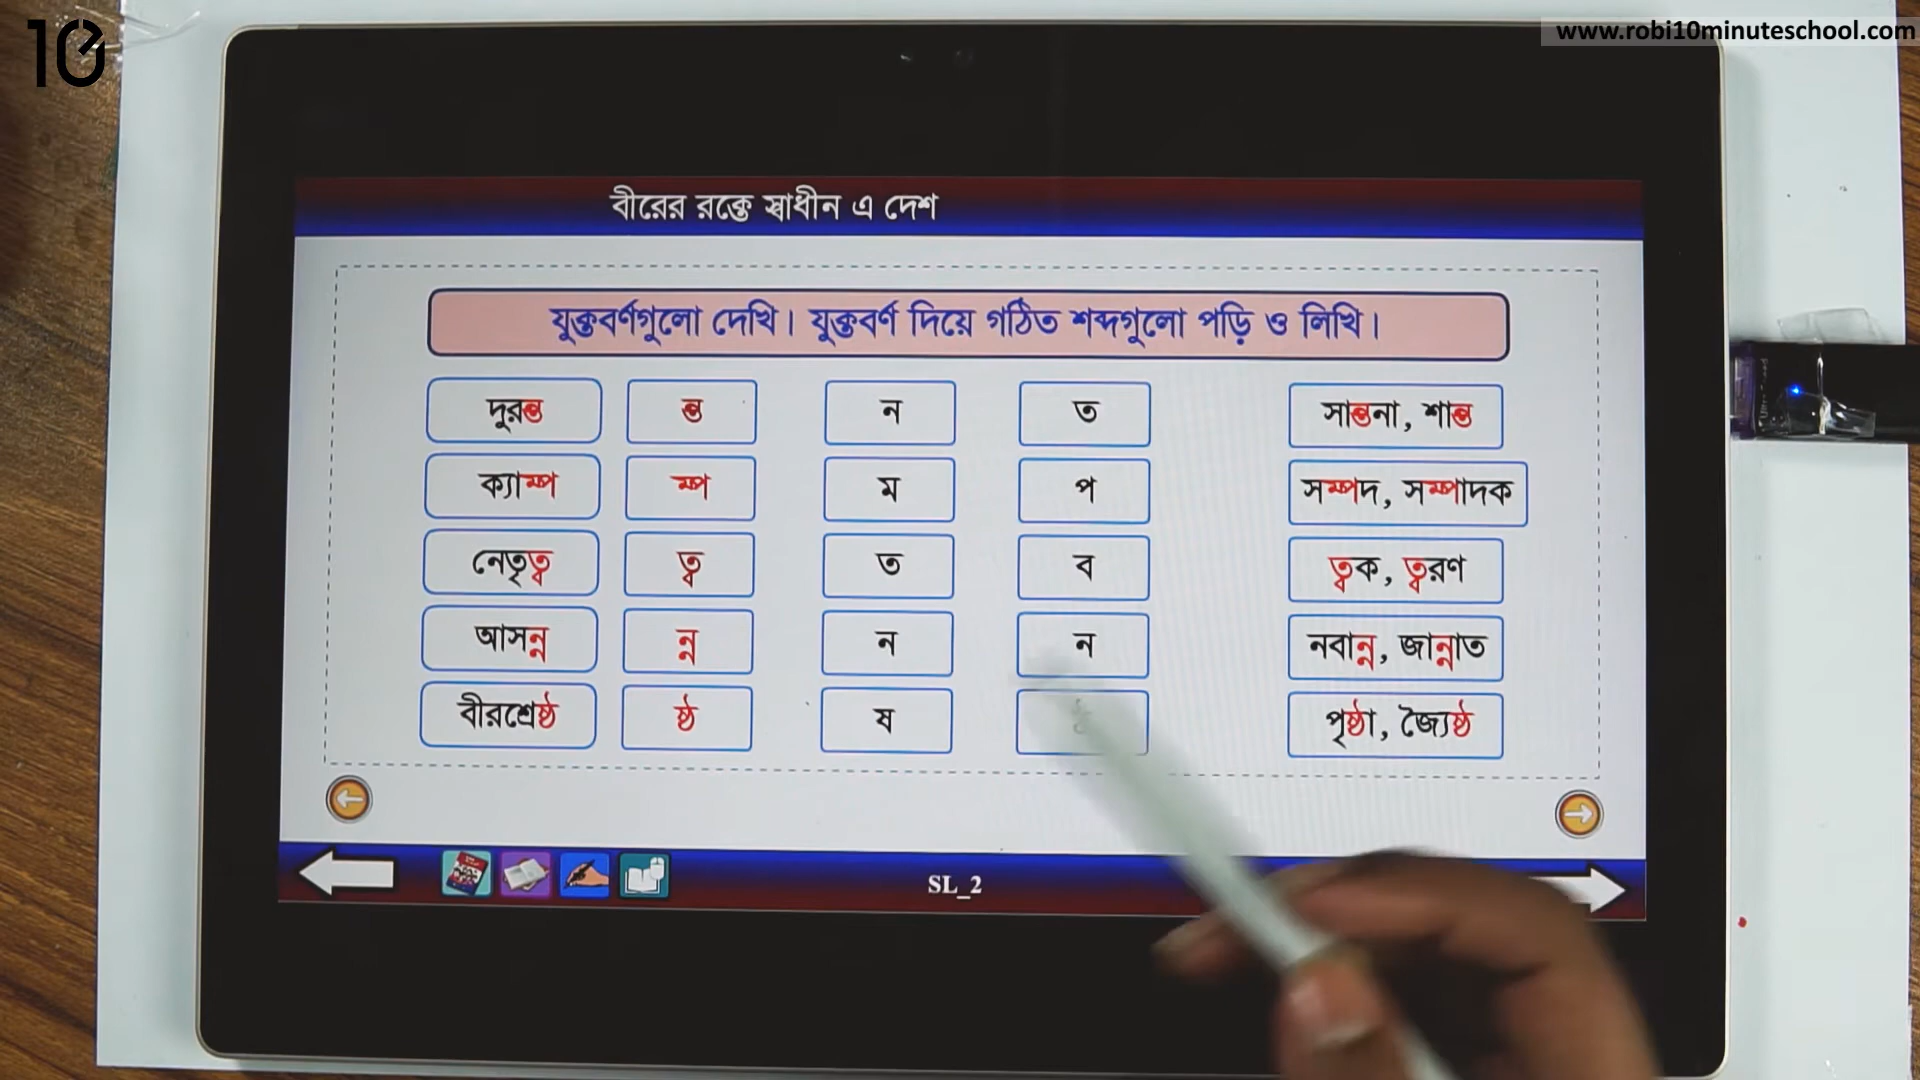 10
www.robi10minuteschool.com
বীরের রক্তে স্বাধীন এ দেশ
যুক্তবর্ণগুলো দেখি। যুক্তবর্ণ দিয়ে গঠিত শব্দগুলো পড়ি ও লিখি।
দুরন্ত ন্ত ন ত সান্তনা, শান্ত
ক্যাম্প ম্প ম প সম্পদ, সম্পাদক
নেতৃত্ব ত্ব ত ব ত্বক, ত্বরণ
আসন্ন ন্ন ন ন নবান্ন, জান্নাত
বীরশ্রেষ্ঠ ষ্ঠ ষ পৃষ্ঠা, জ্যৈষ্ঠ
SL_2